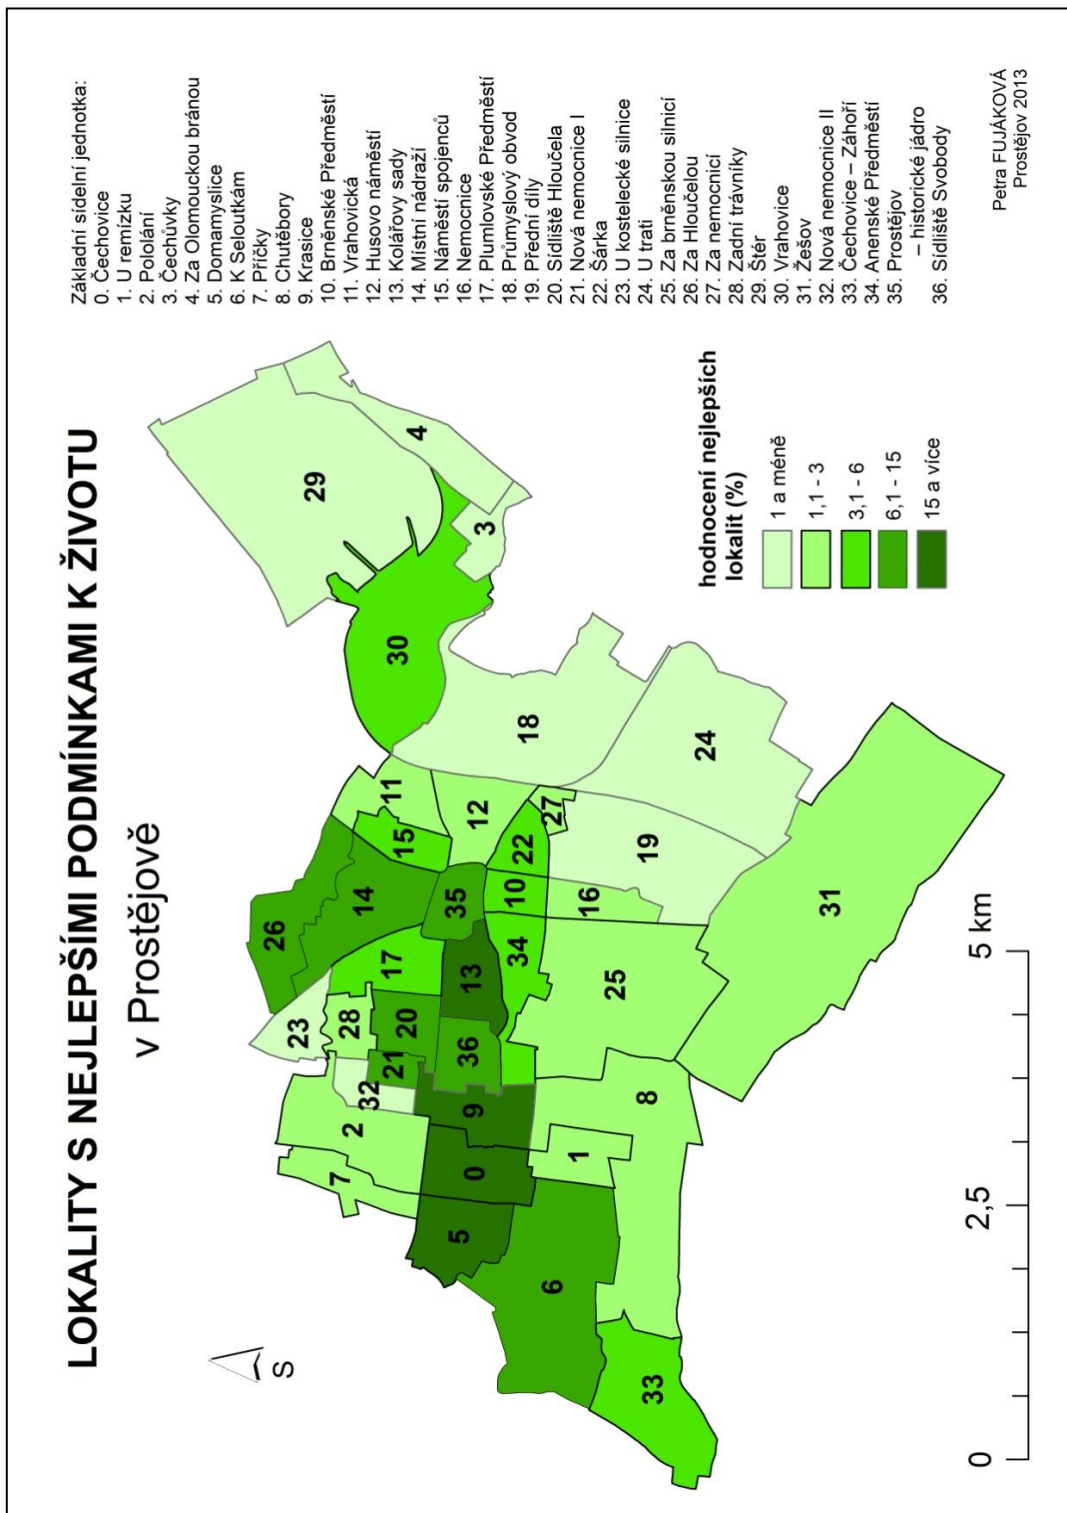 LOKALITY S NEJLEPŠÍMI PODMÍNKAMI K ŽIVOTU
v Prostějově
S
Základní sídelní jednotka:
0. Čechovice
1. U remízku
2. Pololání
3. Čechůvky
4. Za Olomouckou bránou
5. Domamyslice
6. K Seloutkám
7. Příčky
8. Chutěbory
9. Krasice
10. Brněnské Předměstí
11. Vrahovická
12. Husovo náměstí
13. Kolářovy sady
14. Místní nádraží
15. Náměstí spojenců
16. Nemocnice
17. Plumlovské Předměstí
18. Průmyslový obvod
19. Přední díly
20. Sídliště Hloučela
21. Nová nemocnice I
22. Šárka
23. U kostelecké silnice
24. U trati
25. Za brněnskou silnicí
26. Za Hloučelou
27. Za nemocnicí
28. Zadní trávníky
29. Štér
30. Vrahovice
31. Žešov
32. Nová nemocnice II
33. Čechovice – Záhoří
34. Anenské Předměstí
35. Prostějov
– historické jádro
36. Sídliště Svobody
29
4
3
30
26
11
14
15
23
17
18
28
12
35
20
21
32
2
7
13
22
27
10
36
34
24
9
19
16
0
5
25
1
31
6
8
33
hodnocení nejlepších
lokalit (%)
1 a méně
1,1 - 3
3,1 - 6
6,1 - 15
15 a více
0
2,5
5 km
Petra FUJÁKOVÁ
Prostějov 2013